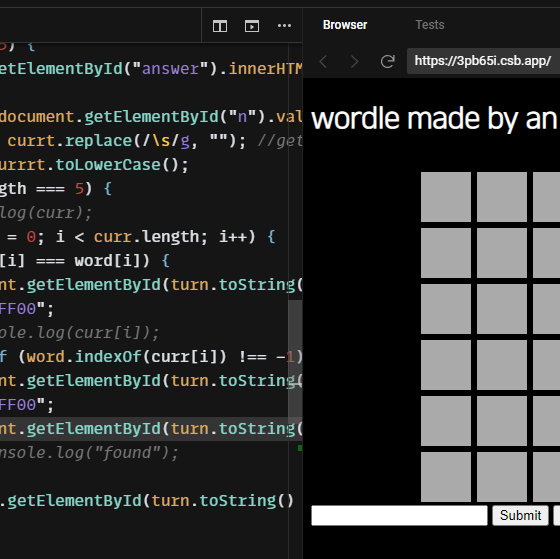 5) {
etElementById("answer").innerHTM
document.getElementById("n").val
currt.replace(/\s/g, ""); //get
urrrt.toLowerCase();
gth === 5) {
log(curr);
= 0; i < curr.length; i++) {
[i] === word[i]) {
nt.getElementById(turn.toString(
FF00";
sole.log(curr[i]);
f (word.indexOf(curr[i]) !== -1)
nt.getElementById(turn.toString(
FF00";
nt.getElementById(turn.toString(
nsole.log("found");
.getElementById(turn.toString()
Browser
Tests
https://3pb65i.csb.app/
wordle made by an
Submit